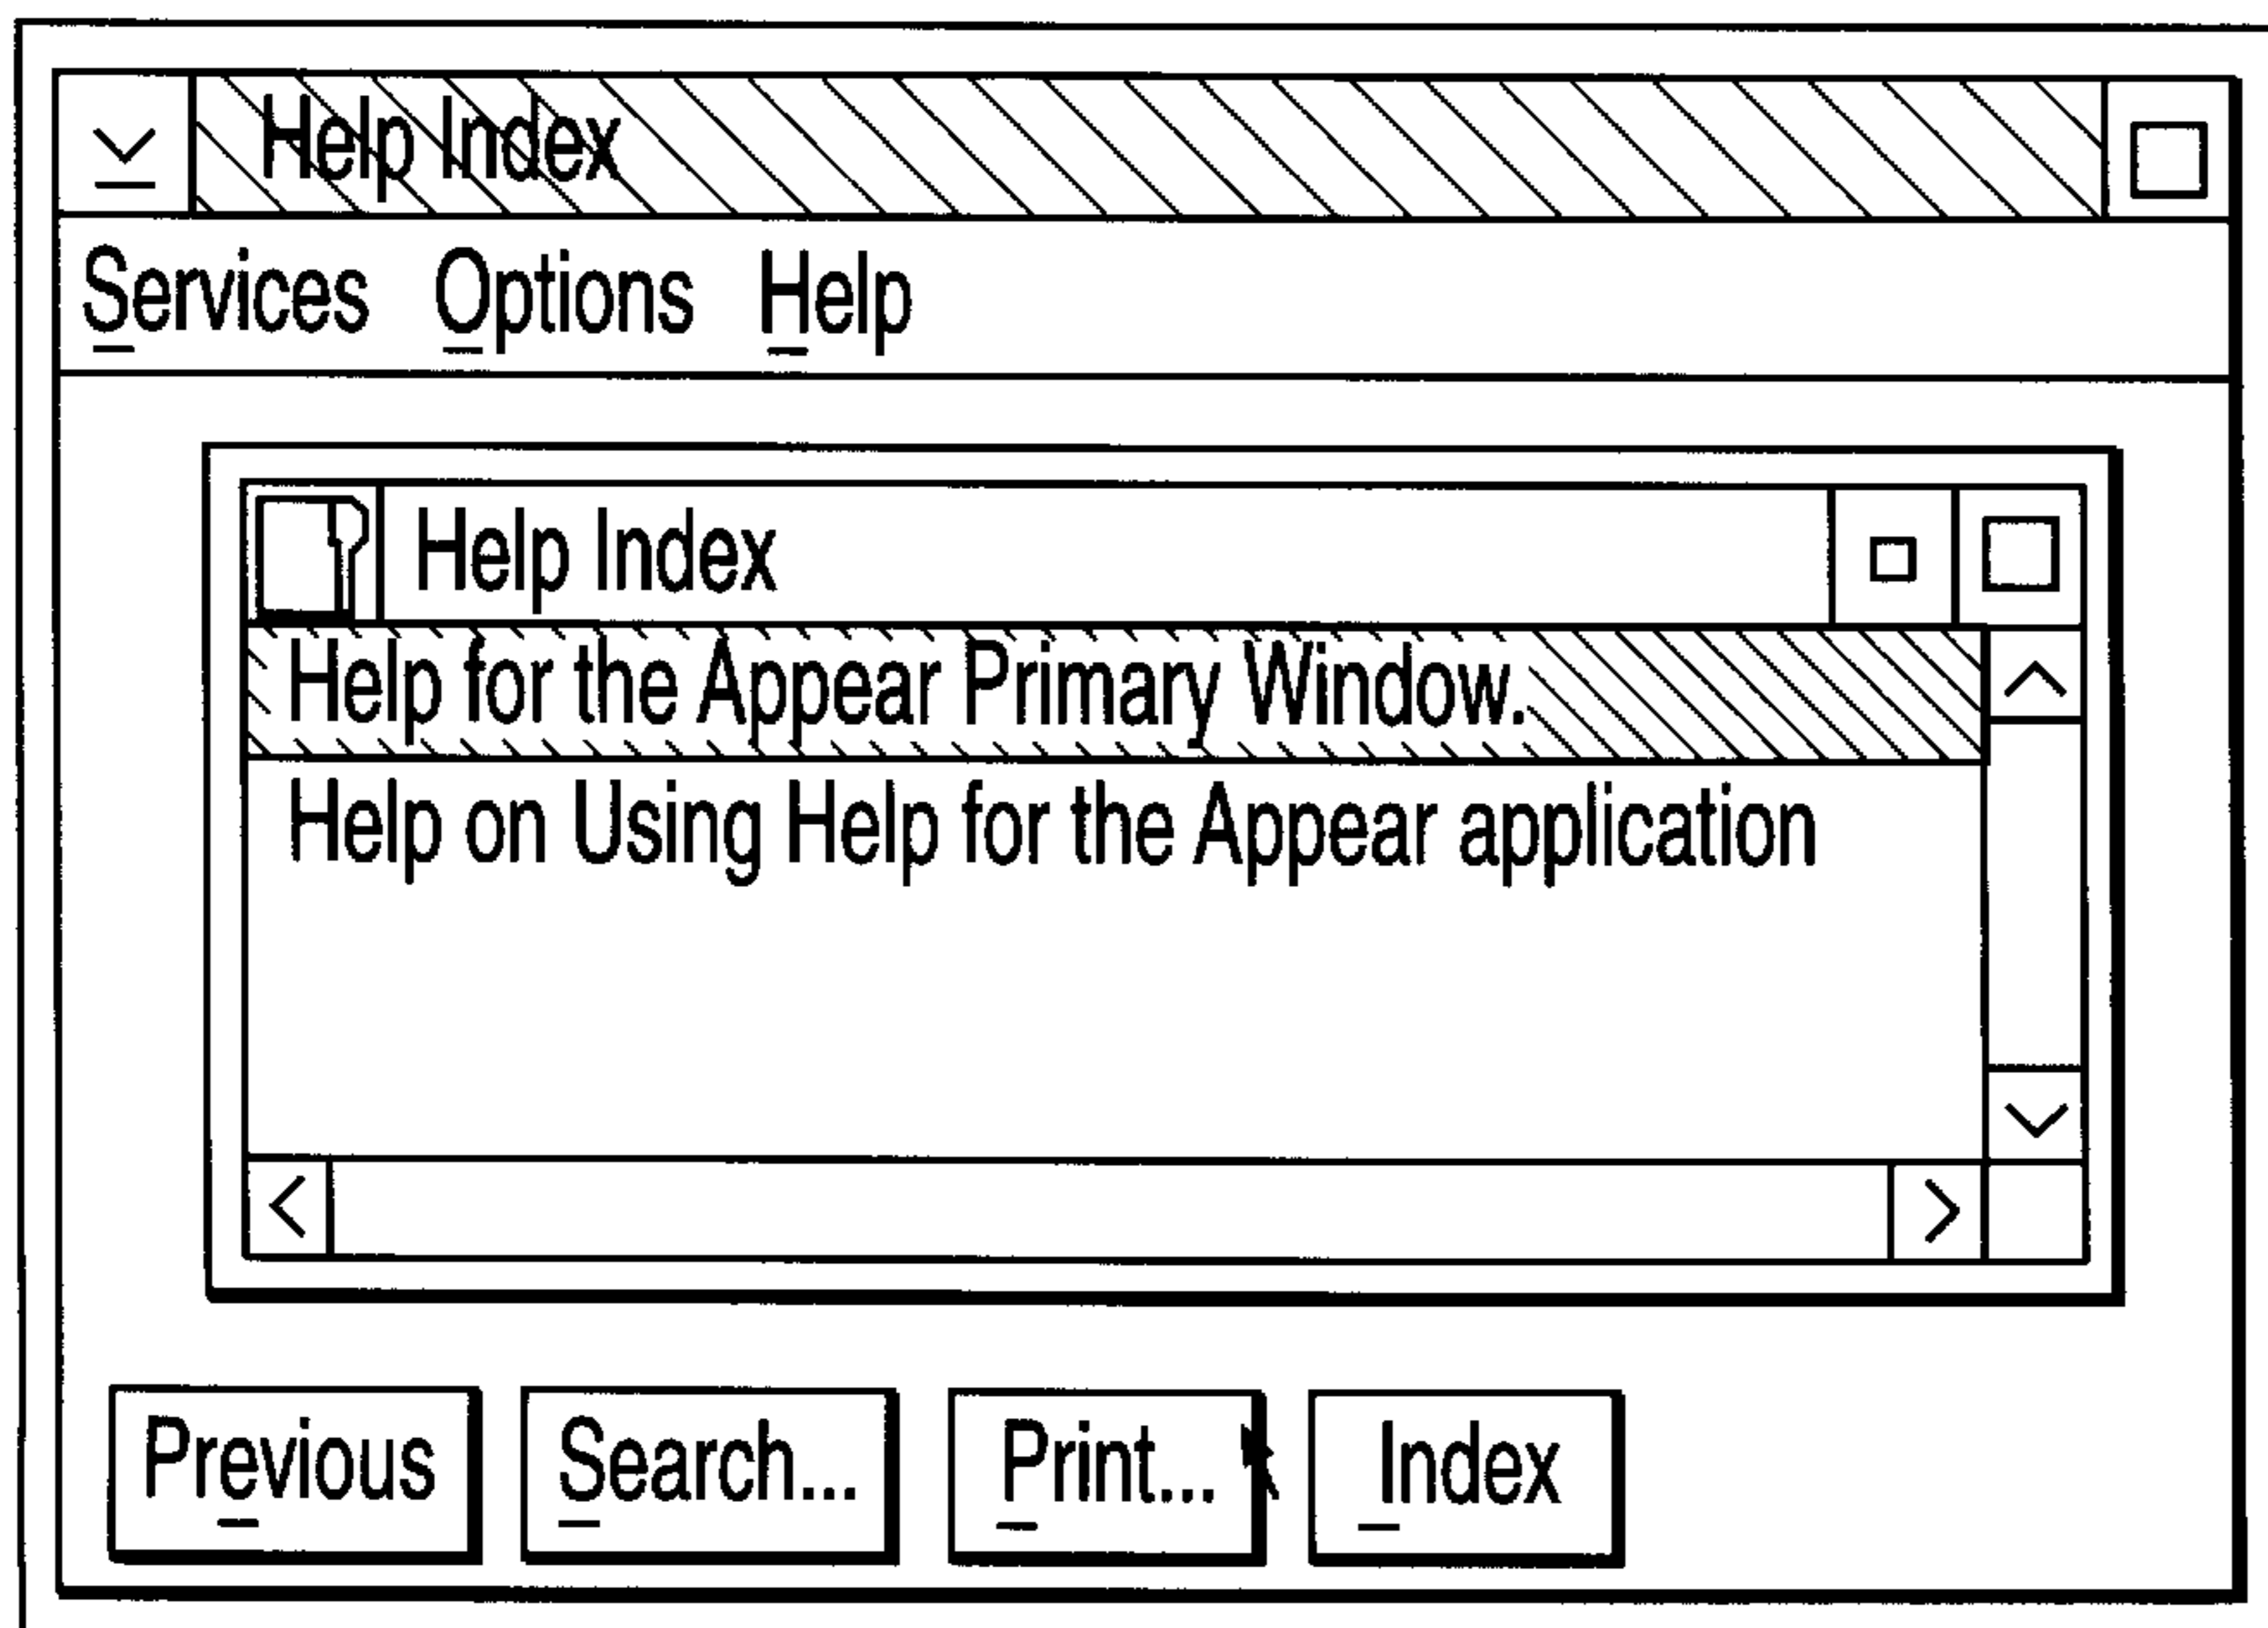 Help Index
Services Options Help
Help Index
Help for the Appear Primary Window.
Help on Using Help for the Appear application
Previous Search... Print... Index